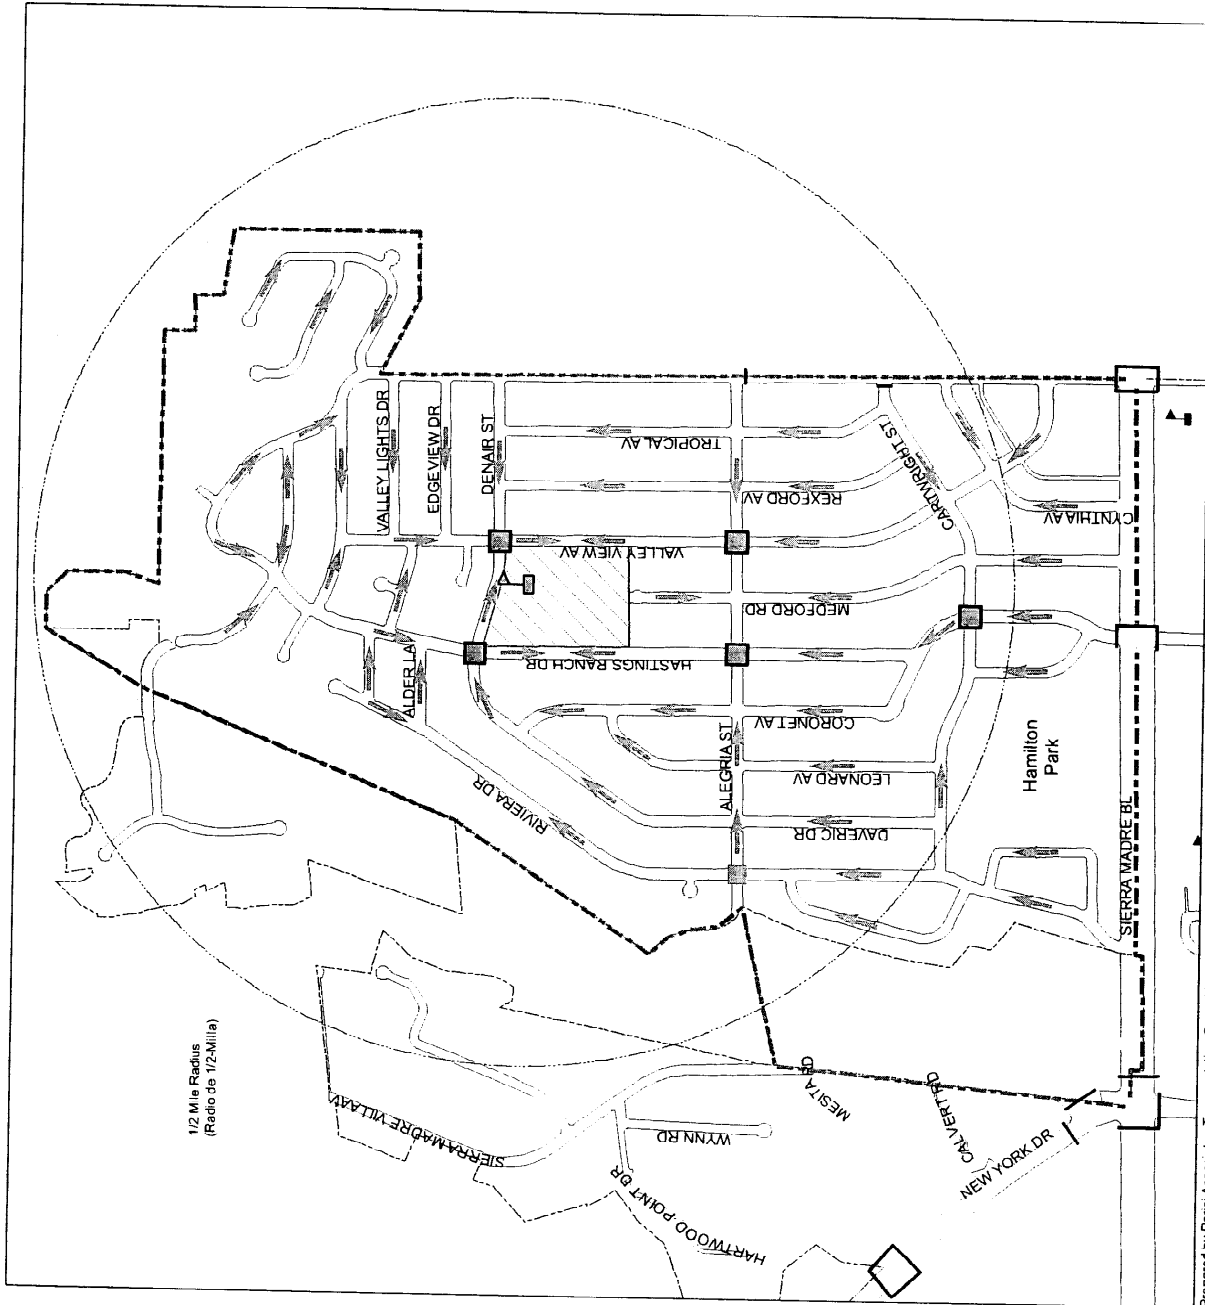 VALLEY LIGHTS DR
EDGEVIEW DR
DENAIR ST
TROPICAL AV
REXFORD AV
CARTWRIGHT ST
CYNTHIA AV
VALLEY VIEW AV
MEDFORD RD
ALDER LA
HASTINGS RANCH DR
CORONET AV
ALEGRIA ST
LEONARD AV
Hamilton
Park
RIVIERA DR
DAVERIC DR
SIERRA MADRE BL
1/2 Mile Radius
(Radio de 1/2-Milla)
SIERRA MADRE VILLA AV
WYNN RD
MESITA RD
CALVERT RD
NEW YORK DR
HARTWOOD POINT DR